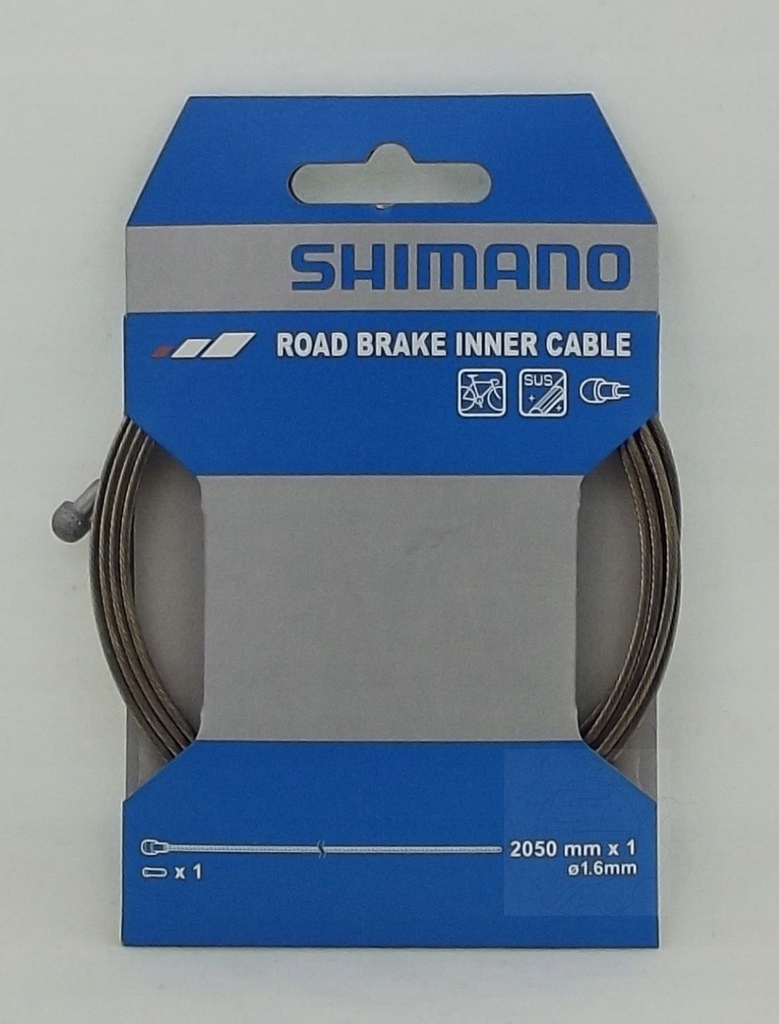 SHIMANO
ROAD BRAKE INNER CABLE
SUS
2050 mm x 1
x 1
ø1.6mm